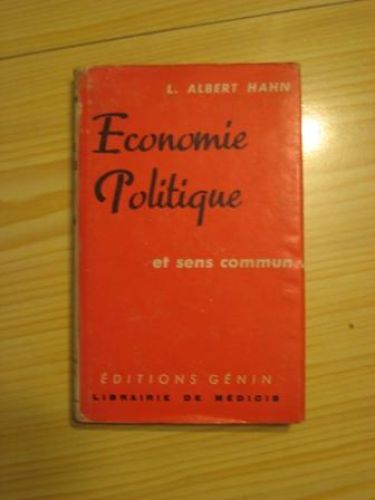 L. ALBERT HAHN
Economie
Politique
et sens commun
ÉDITIONS GÉNIN
LIBRAIRIE DE MÉDICIS